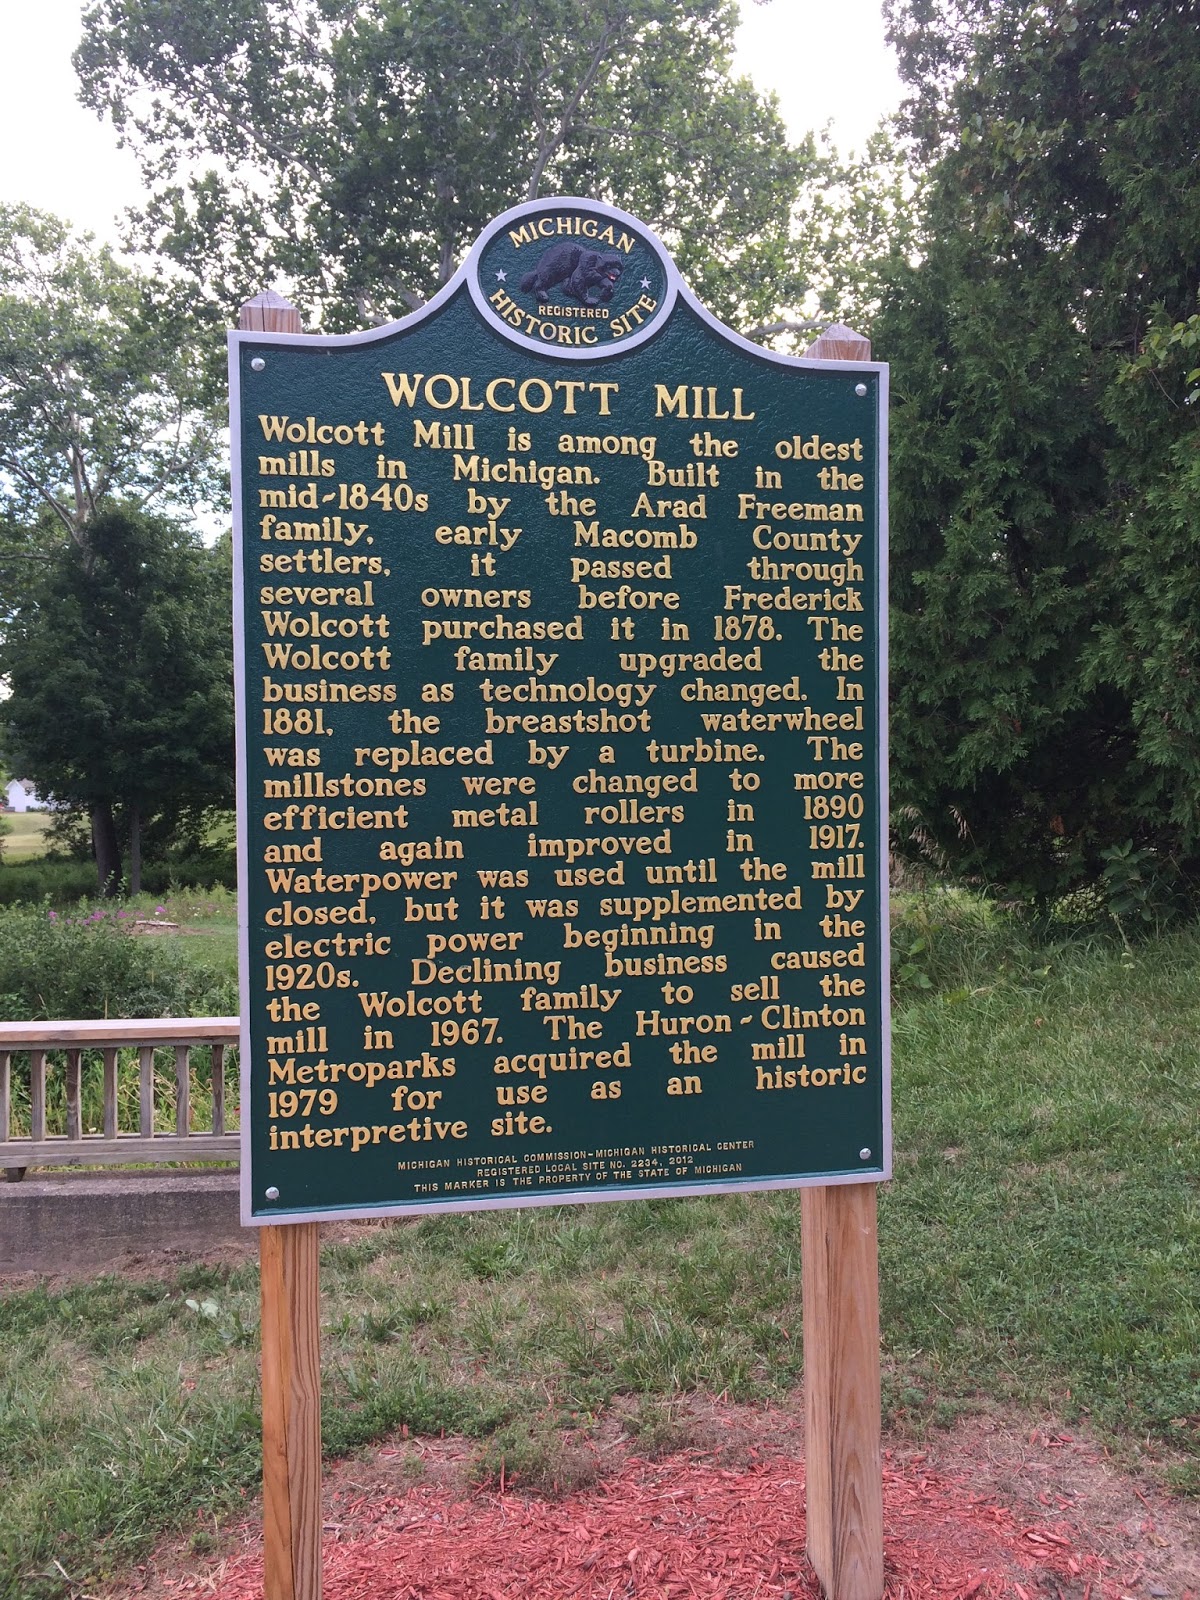 MICHIGAN
REGISTERED
HISTORIC SITE
WOLCOTT MILL
Wolcott Mill is among the oldest
mills in Michigan. Built in the
mid-1840s by the Arad Freeman
family, early Macomb County
settlers, it passed through
several owners before Frederick
Wolcott purchased it in 1878. The
Wolcott family upgraded the
business as technology changed. In
1881, the breastshot waterwheel
was replaced by a turbine. The
millstones were changed to more
efficient metal rollers in 1890
and again improved in 1917.
Waterpower was used until the mill
closed, but it was supplemented by
electric power beginning in the
1920s. Declining business caused
the Wolcott family to sell the
mill in 1967. The Huron-Clinton
Metroparks acquired the mill in
1979 for use as an historic
interpretive site.
MICHIGAN HISTORICAL COMMISSION-MICHIGAN HISTORICAL CENTER
REGISTERED LOCAL SITE NO. 2234, 2012
THIS MARKER IS THE PROPERTY OF THE STATE OF MICHIGAN